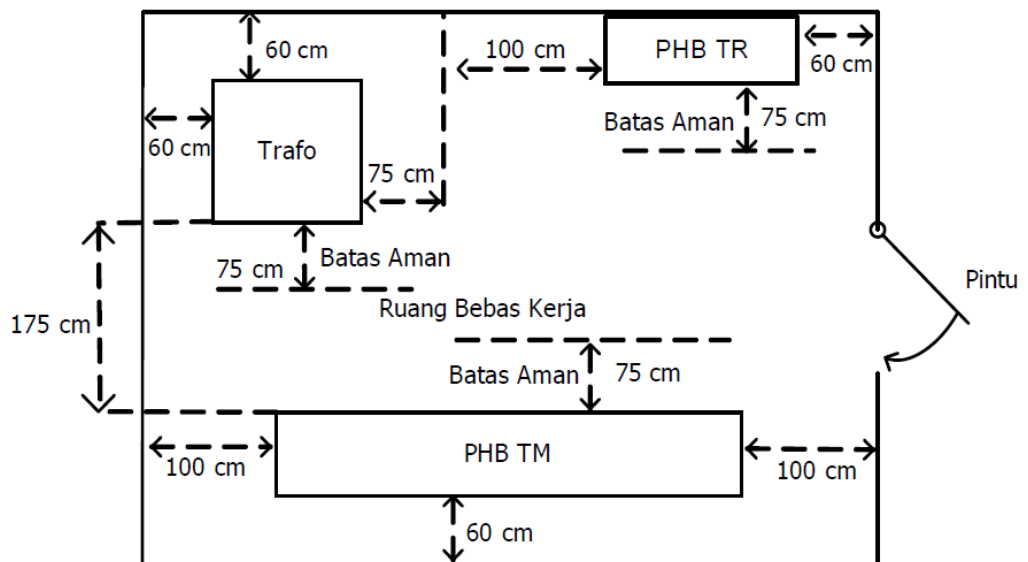 60 cm
100 cm
PHB TR
60 cm
Batas Aman
75 cm
60 cm
Trafo
75 cm
Batas Aman
75 cm
Pintu
Ruang Bebas Kerja
175 cm
Batas Aman
75 cm
PHB TM
100 cm
100 cm
60 cm